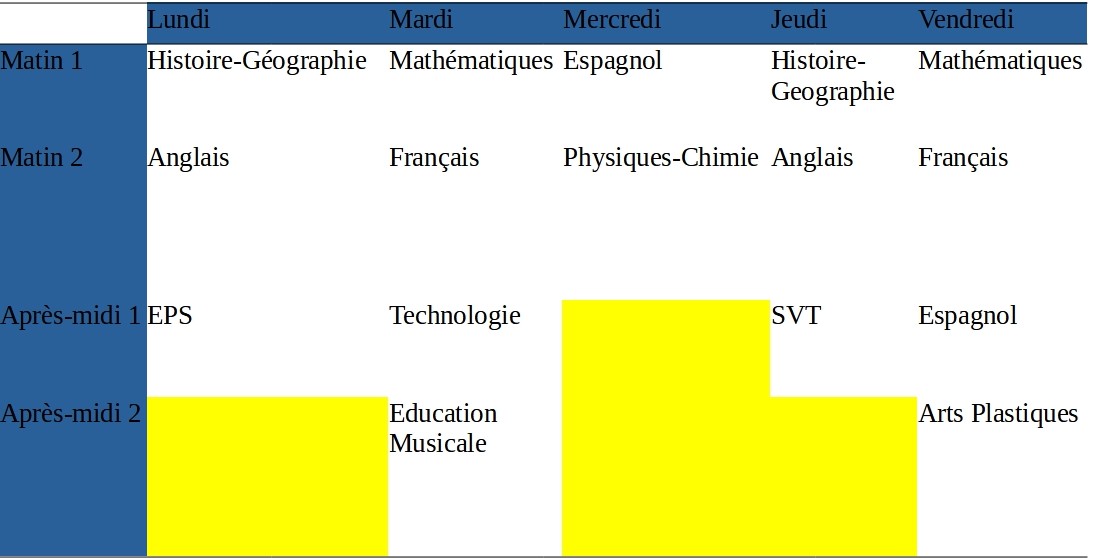 Lundi Mardi Mercredi Jeudi Vendredi
Matin 1 Histoire-Géographie Mathématiques Espagnol Histoire- Mathématiques
Geographie
Matin 2 Anglais Français Physiques-Chimie Anglais Français
Après-midi 1 EPS Technologie SVT Espagnol
Après-midi 2 Education Arts Plastiques
Musicale